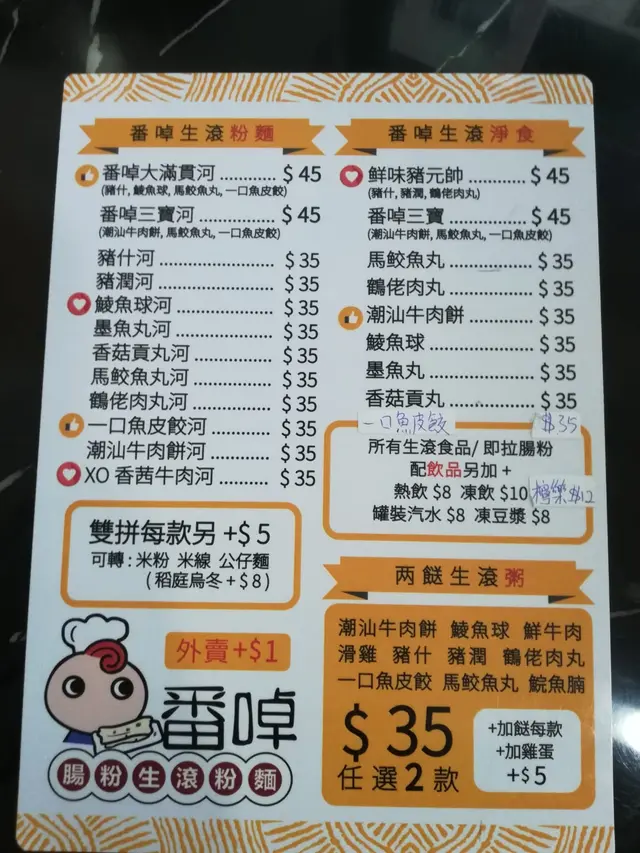 番啅生滾粉麵
番啅大滿貫河 ............ $ 45
(豬什, 鯪魚球, 馬鮫魚丸, 一口魚皮餃)
番啅三寶河 ................ $ 45
(潮汕牛肉餅, 馬鮫魚丸, 一口魚皮餃)
豬什河 ........................ $ 35
豬潤河 ........................ $ 35
鯪魚球河 .................... $ 35
墨魚丸河 .................... $ 35
香菇貢丸河 ................ $ 35
馬鮫魚丸河 ................ $ 35
鶴佬肉丸河 ................ $ 35
一口魚皮餃河 ............ $ 35
潮汕牛肉餅河 ............ $ 35
XO 香茜牛肉河 .......... $ 35
雙拼每款另 +$ 5
可轉 : 米粉 米線 公仔麵
( 稻庭烏冬 + $ 8 )
外賣 +$1
番啅
腸粉生滾粉麵
番啅生滾淨食
鮮味豬元帥 ............ $ 45
(豬什, 豬潤, 鶴佬肉丸)
番啅三寶 ................ $ 45
(潮汕牛肉餅, 馬鮫魚丸, 一口魚皮餃)
馬鮫魚丸 ................ $ 35
鶴佬肉丸 ................ $ 35
潮汕牛肉餅 ............ $ 35
鯪魚球 .................... $ 35
墨魚丸 .................... $ 35
香菇貢丸 ................ $ 35
一口魚皮餃 $35
所有生滾食品/ 即拉腸粉
配飲品另加 +
熱飲 $8 凍飲 $10 檸樂 $12
罐裝汽水 $8 凍豆漿 $8
两餸生滾粥
潮汕牛肉餅 鯪魚球 鮮牛肉
滑雞 豬什 豬潤 鶴佬肉丸
一口魚皮餃 馬鮫魚丸 鯇魚腩
$ 35
任選2款
+加餸每款
+加雞蛋
+$ 5